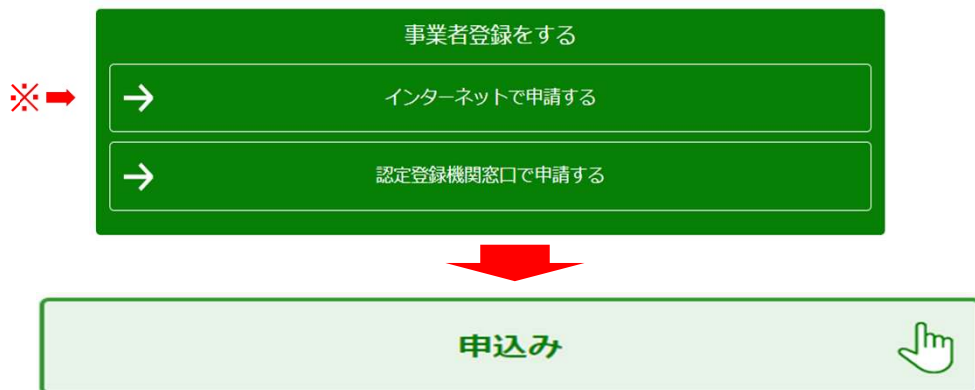 事業者登録をする
※➡
→ インターネットで申請する
→ 認定登録機関窓口で申請する
申込み